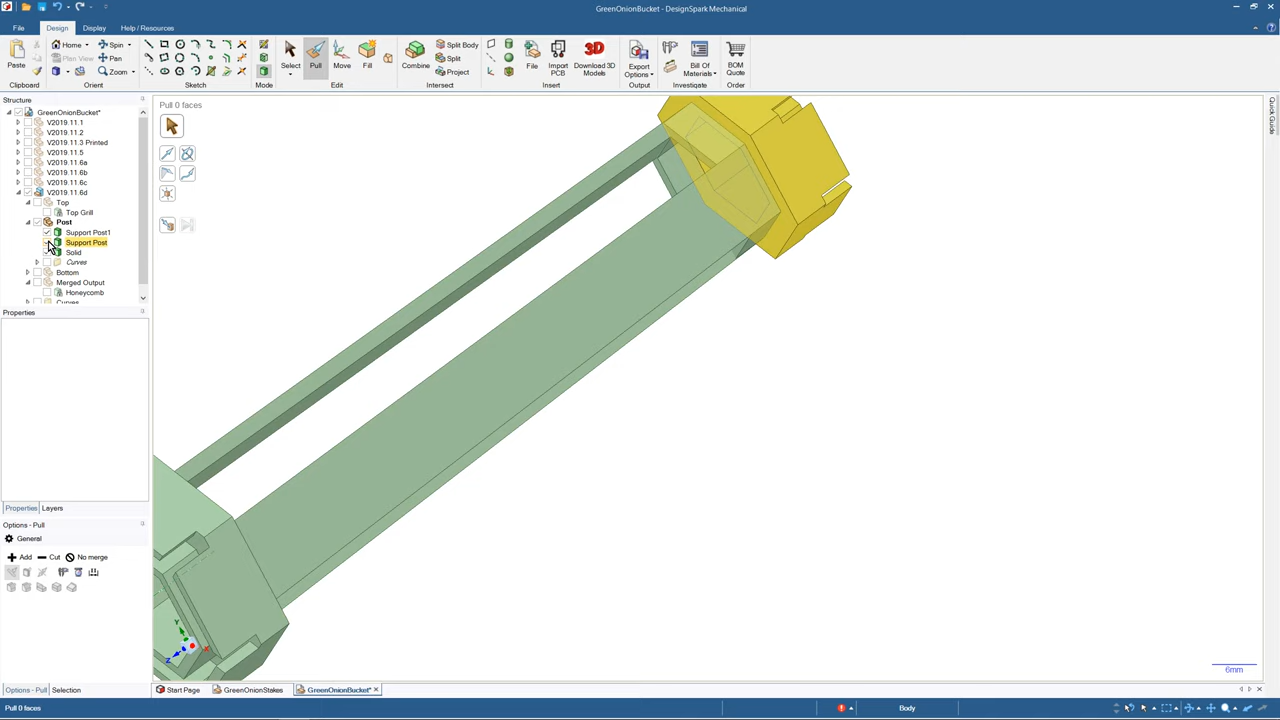 GreenOnionBucket - DesignSpark Mechanical
File Design Display Help / Resources
Home Spin Split Body
Plan View Pan Split
Paste Zoom Select Pull Move Fill Combine Project File Import PCB Download 3D Models Export Options Bill Of Materials BOM Quote
Clipboard Orient Sketch Mode Edit Intersect Insert Output Investigate Order
Structure
Pull 0 faces
Quick Guide
GreenOnionBucket*
V2019.11.1
V2019.11.2
V2019.11.3 Printed
V2019.11.5
V2019.11.6a
V2019.11.6b
V2019.11.6c
V2019.11.6d
Top
Top Grill
Post
Support Post1
Support Post
Solid
Curves
Bottom
Merged Output
Honeycomb
Curves
Properties
Properties Layers
Options - Pull
General
Add Cut No merge
Y
X
Z
6mm
Options - Pull Selection
Start Page GreenOnionStakes GreenOnionBucket*
Pull 0 faces Body